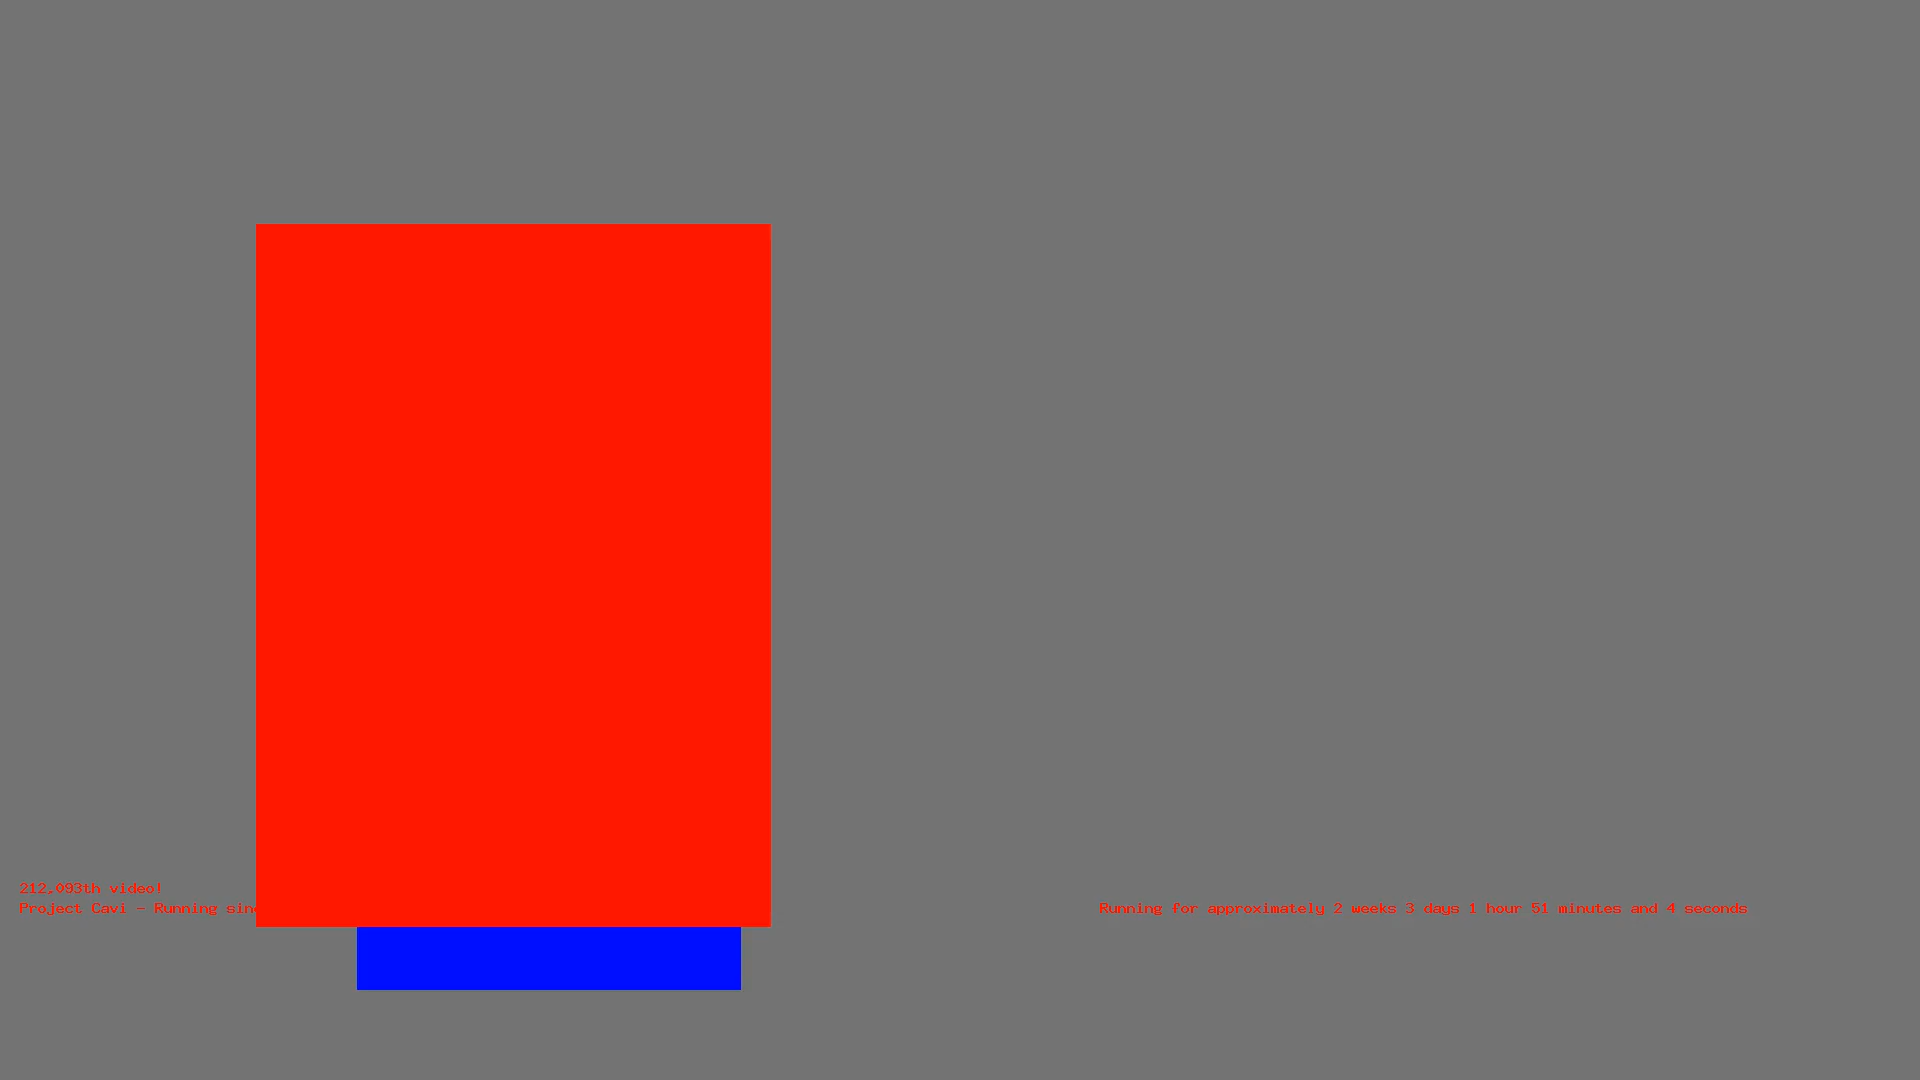 212,093th video!
Project Cavi - Running
Running for approximately 2 weeks 3 days 1 hour 51 minutes and 4 seconds